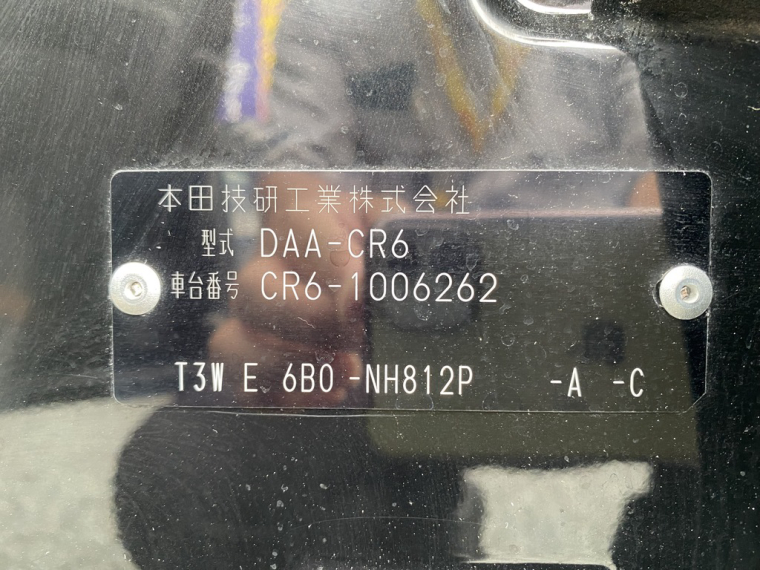 本田技研工業株式会社
型式 DAA-CR6
車台番号 CR6-1006262
T3W E 6B0 -NH812P -A -C